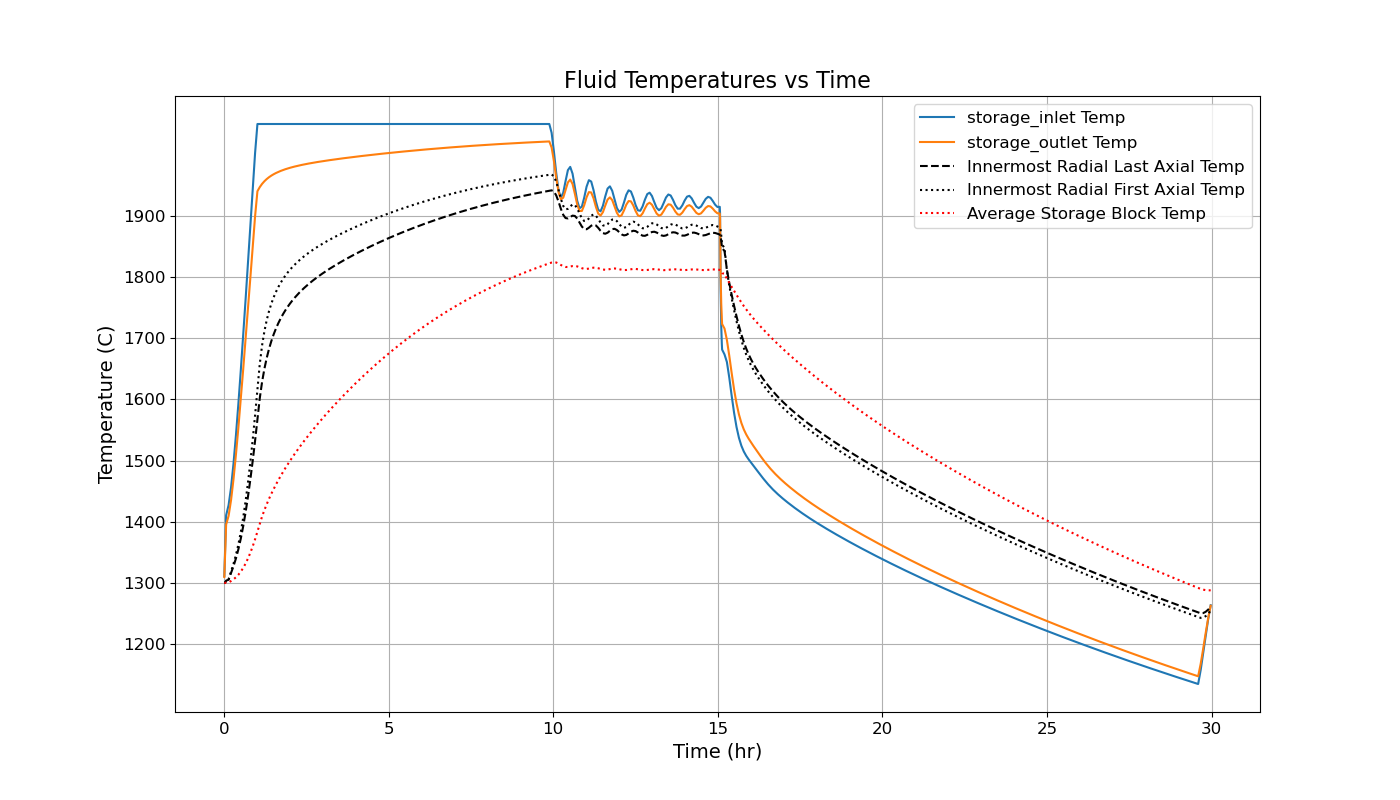 Fluid Temperatures vs Time
storage_inlet Temp
storage_outlet Temp
Innermost Radial Last Axial Temp
Innermost Radial First Axial Temp
Average Storage Block Temp
Temperature (C)
1900
1800
1700
1600
1500
1400
1300
1200
0 5 10 15 20 25 30
Time (hr)